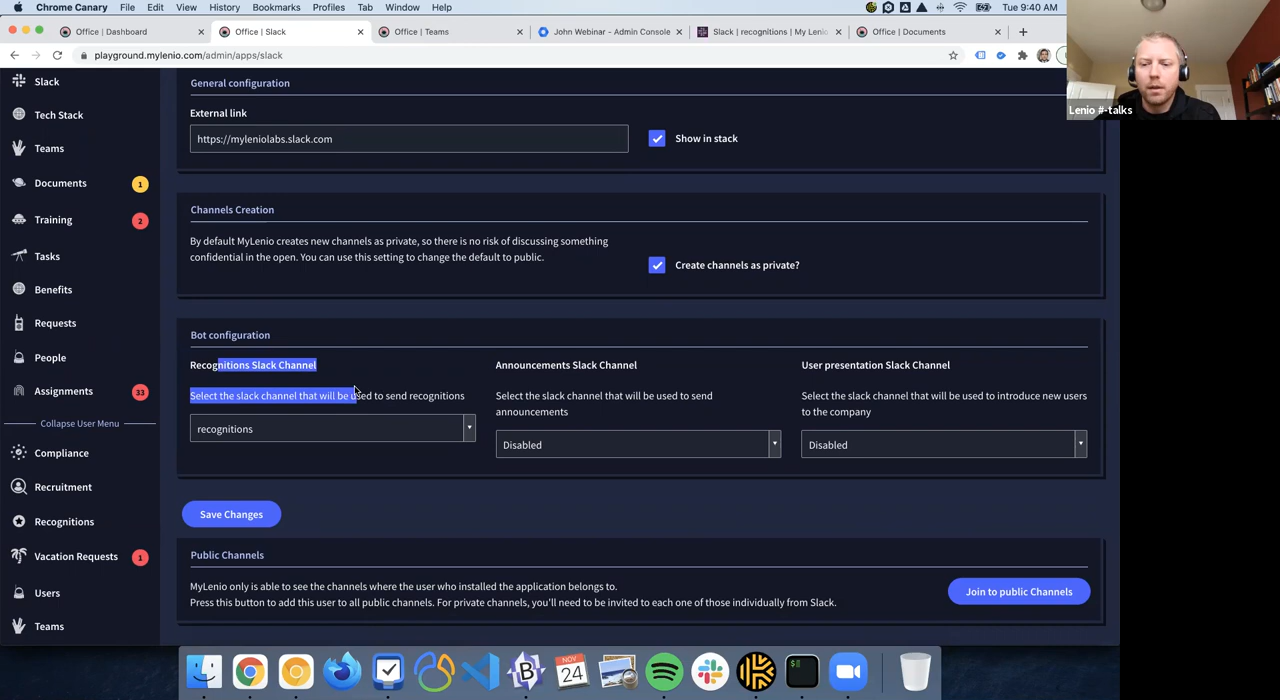 Chrome Canary File Edit View History Bookmarks Profiles Tab Window Help Tue 9:40 AM
Office | Dashboard Office | Slack Office | Teams John Webinar - Admin Console Slack | recognitions | My Lenio Office | Documents
playground.mylenio.com/admin/apps/slack
Lenio #-talks
Slack
Tech Stack
Teams
Documents 1
Training 2
Tasks
Benefits
Requests
People
Assignments 33
Collapse User Menu
Compliance
Recruitment
Recognitions
Vacation Requests 1
Users
Teams
General configuration
External link
https://myleniolabs.slack.com
Show in stack
Channels Creation
By default MyLenio creates new channels as private, so there is no risk of discussing something
confidential in the open. You can use this setting to change the default to public.
Create channels as private?
Bot configuration
Recognitions Slack Channel
Select the slack channel that will be used to send recognitions
recognitions
Announcements Slack Channel
Select the slack channel that will be used to send
announcements
Disabled
User presentation Slack Channel
Select the slack channel that will be used to introduce new users
to the company
Disabled
Save Changes
Public Channels
MyLenio only is able to see the channels where the user who installed the application belongs to.
Press this button to add this user to all public channels. For private channels, you'll need to be invited to each one of those individually from Slack.
Join to public Channels
NOV
24